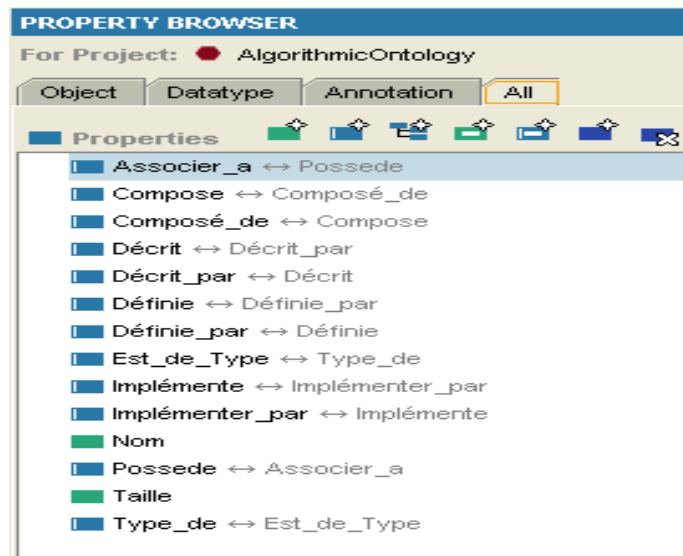 PROPERTY BROWSER
For Project: AlgorithmicOntology
Object Datatype Annotation All
Properties
Associer_a ↔ Possede
Compose ↔ Composé_de
Composé_de ↔ Compose
Décrit ↔ Décrit_par
Décrit_par ↔ Décrit
Définie ↔ Définie_par
Définie_par ↔ Définie
Est_de_Type ↔ Type_de
Implémente ↔ Implémenter_par
Implémenter_par ↔ Implémente
Nom
Possede ↔ Associer_a
Taille
Type_de ↔ Est_de_Type